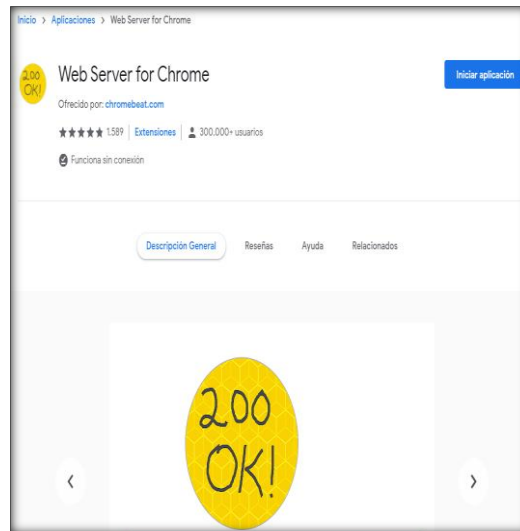 Inicio > Aplicaciones > Web Server for Chrome
200
OK!
Web Server for Chrome
Iniciar aplicación
Ofrecido por: chromebeat.com
★★★★★ 1.589 | Extensiones | 300.000+ usuarios
Funciona sin conexión
Descripción General Reseñas Ayuda Relacionados
200
OK!